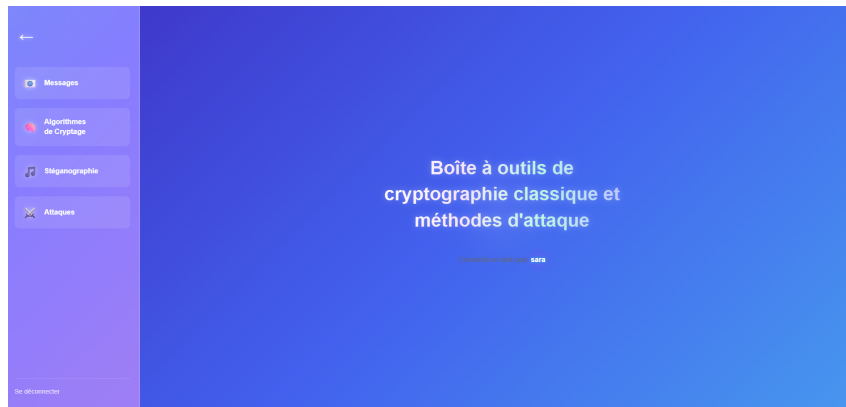 ←
Messages
Algorithmes
de Cryptage
Stéganographie
Attaques
Se déconnecter
Boîte à outils de
cryptographie classique et
méthodes d'attaque
sara